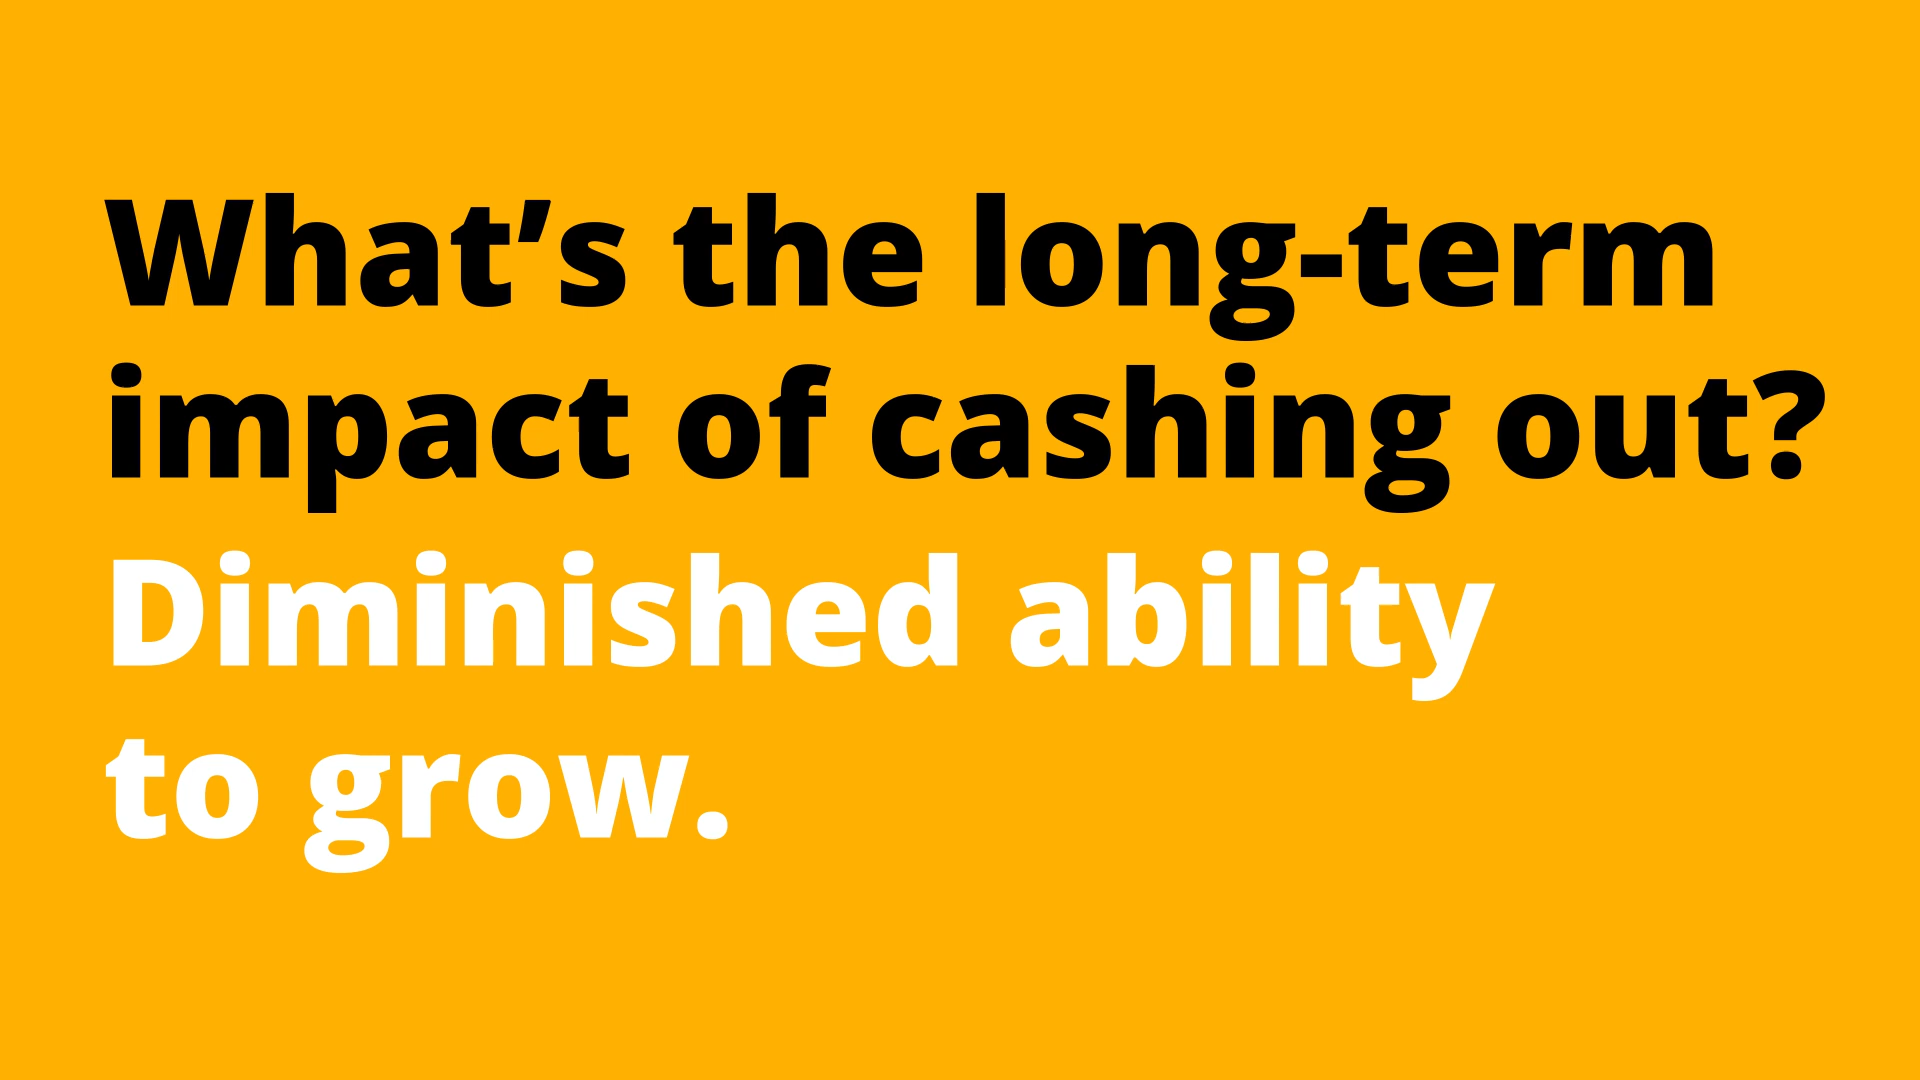 What’s the long-term
impact of cashing out?
Diminished ability
to grow.